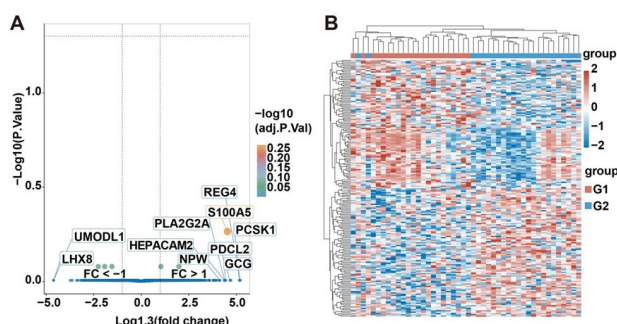 A
−Log10(P.Value)
1.0
0.5
0.0
−5.0
−2.5
0.0
2.5
5.0
Log1.3(fold change)
REG4
S100A5
PLA2G2A
PCSK1
UMODL1
HEPACAM2
PDCL2
LHX8
NPW
GCG
FC < −1
FC > 1
−log10
(adj.P.Val)
0.25
0.20
0.15
0.10
0.05
B
group
2
1
0
−1
−2
group
G1
G2